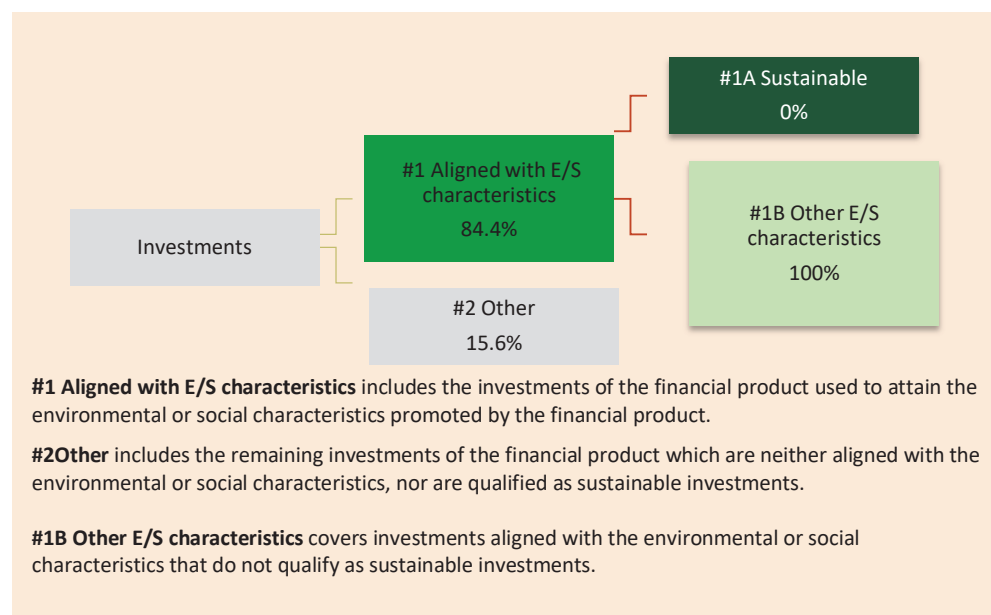 #1A Sustainable
0%
#1 Aligned with E/S
characteristics
84.4%
#1B Other E/S
characteristics
100%
Investments
#2 Other
15.6%
#1 Aligned with E/S characteristics includes the investments of the financial product used to attain the
environmental or social characteristics promoted by the financial product.
#2Other includes the remaining investments of the financial product which are neither aligned with the
environmental or social characteristics, nor are qualified as sustainable investments.
#1B Other E/S characteristics covers investments aligned with the environmental or social
characteristics that do not qualify as sustainable investments.